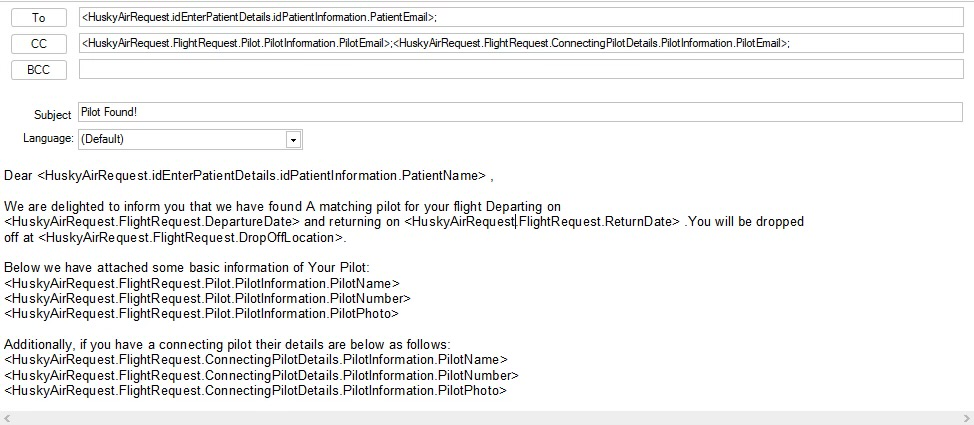 To <HuskyAirRequest.idEnterPatientDetails.idPatientInformation.PatientEmail>;
CC <HuskyAirRequest.FlightRequest.Pilot.PilotInformation.PilotEmail>;<HuskyAirRequest.FlightRequest.ConnectingPilotDetails.PilotInformation.PilotEmail>;
BCC
Subject Pilot Found!
Language: (Default)
Dear <HuskyAirRequest.idEnterPatientDetails.idPatientInformation.PatientName> ,
We are delighted to inform you that we have found A matching pilot for your flight Departing on
<HuskyAirRequest.FlightRequest.DepartureDate> and returning on <HuskyAirRequest.FlightRequest.ReturnDate> .You will be dropped
off at <HuskyAirRequest.FlightRequest.DropOffLocation>.
Below we have attached some basic information of Your Pilot:
<HuskyAirRequest.FlightRequest.Pilot.PilotInformation.PilotName>
<HuskyAirRequest.FlightRequest.Pilot.PilotInformation.PilotNumber>
<HuskyAirRequest.FlightRequest.Pilot.PilotInformation.PilotPhoto>
Additionally, if you have a connecting pilot their details are below as follows:
<HuskyAirRequest.FlightRequest.ConnectingPilotDetails.PilotInformation.PilotName>
<HuskyAirRequest.FlightRequest.ConnectingPilotDetails.PilotInformation.PilotNumber>
<HuskyAirRequest.FlightRequest.ConnectingPilotDetails.PilotInformation.PilotPhoto>